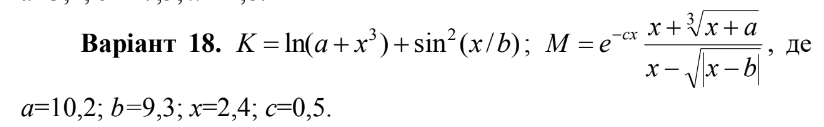 Варіант 18. K = ln(a + x³) + sin²(x/b); M = e^(−cx) (x + ∛(x + a)) / (x − √|x − b|), де
a=10,2; b=9,3; x=2,4; c=0,5.